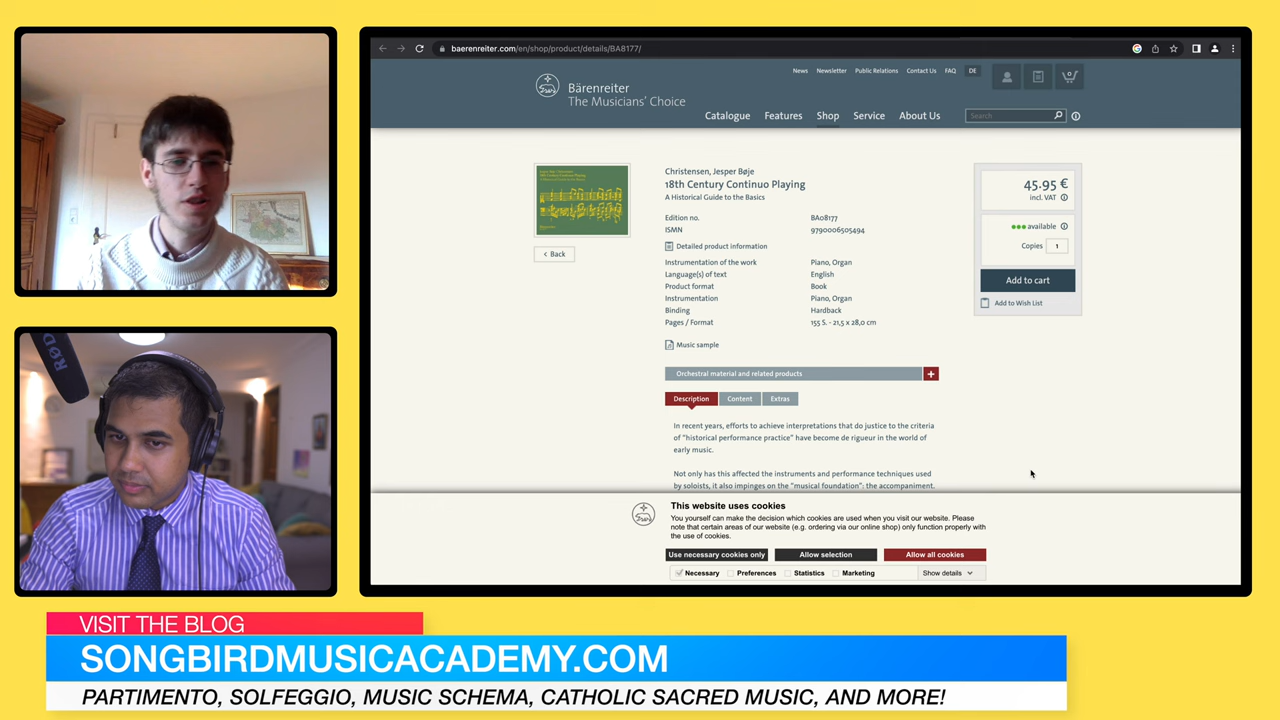 baerenreiter.com/en/shop/product/details/BA8177/
News Newsletter Public Relations Contact Us FAQ DE
0
Bärenreiter
The Musicians' Choice
Catalogue Features Shop Service About Us
Search
Christensen, Jesper Bøje
18th Century Continuo Playing
A Historical Guide to the Basics
Edition no. BA08177
ISMN 9790006505494
Detailed product information
Instrumentation of the work Piano, Organ
Language(s) of text English
Product format Book
Instrumentation Piano, Organ
Binding Hardback
Pages / Format 155 S. - 21,5 x 28,0 cm
Music sample
< Back
45.95 €
incl. VAT
available
Copies 1
Add to cart
Add to Wish List
Orchestral material and related products +
Description Content Extras
In recent years, efforts to achieve interpretations that do justice to the criteria
of "historical performance practice" have become de rigueur in the world of
early music.
Not only has this affected the instruments and performance techniques used
by soloists, it also impinges on the "musical foundation": the accompaniment.
This website uses cookies
You yourself can make the decision which cookies are used when you visit our website. Please
note that certain areas of our website (e.g. ordering via our online shop) only function properly with
the use of cookies.
Use necessary cookies only Allow selection Allow all cookies
Necessary Preferences Statistics Marketing Show details
RØDE
VISIT THE BLOG
SONGBIRDMUSICACADEMY.COM
PARTIMENTO, SOLFEGGIO, MUSIC SCHEMA, CATHOLIC SACRED MUSIC, AND MORE!